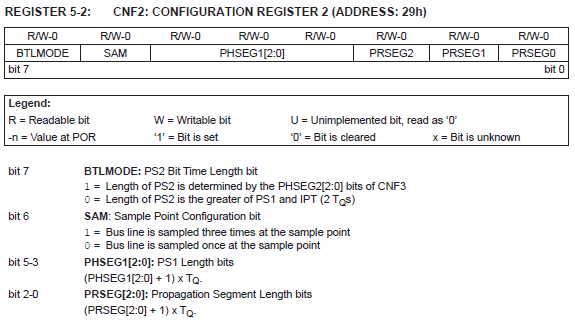 REGISTER 5-2: CNF2: CONFIGURATION REGISTER 2 (ADDRESS: 29h)
R/W-0 R/W-0 R/W-0 R/W-0 R/W-0 R/W-0 R/W-0 R/W-0
BTLMODE SAM PHSEG1[2:0] PRSEG2 PRSEG1 PRSEG0
bit 7 bit 0
Legend:
R = Readable bit W = Writable bit U = Unimplemented bit, read as ‘0’
-n = Value at POR ‘1’ = Bit is set ‘0’ = Bit is cleared x = Bit is unknown
bit 7 BTLMODE: PS2 Bit Time Length bit
1 = Length of PS2 is determined by the PHSEG2[2:0] bits of CNF3
0 = Length of PS2 is the greater of PS1 and IPT (2 TQs)
bit 6 SAM: Sample Point Configuration bit
1 = Bus line is sampled three times at the sample point
0 = Bus line is sampled once at the sample point
bit 5-3 PHSEG1[2:0]: PS1 Length bits
(PHSEG1[2:0] + 1) x TQ.
bit 2-0 PRSEG[2:0]: Propagation Segment Length bits
(PRSEG[2:0] + 1) x TQ.